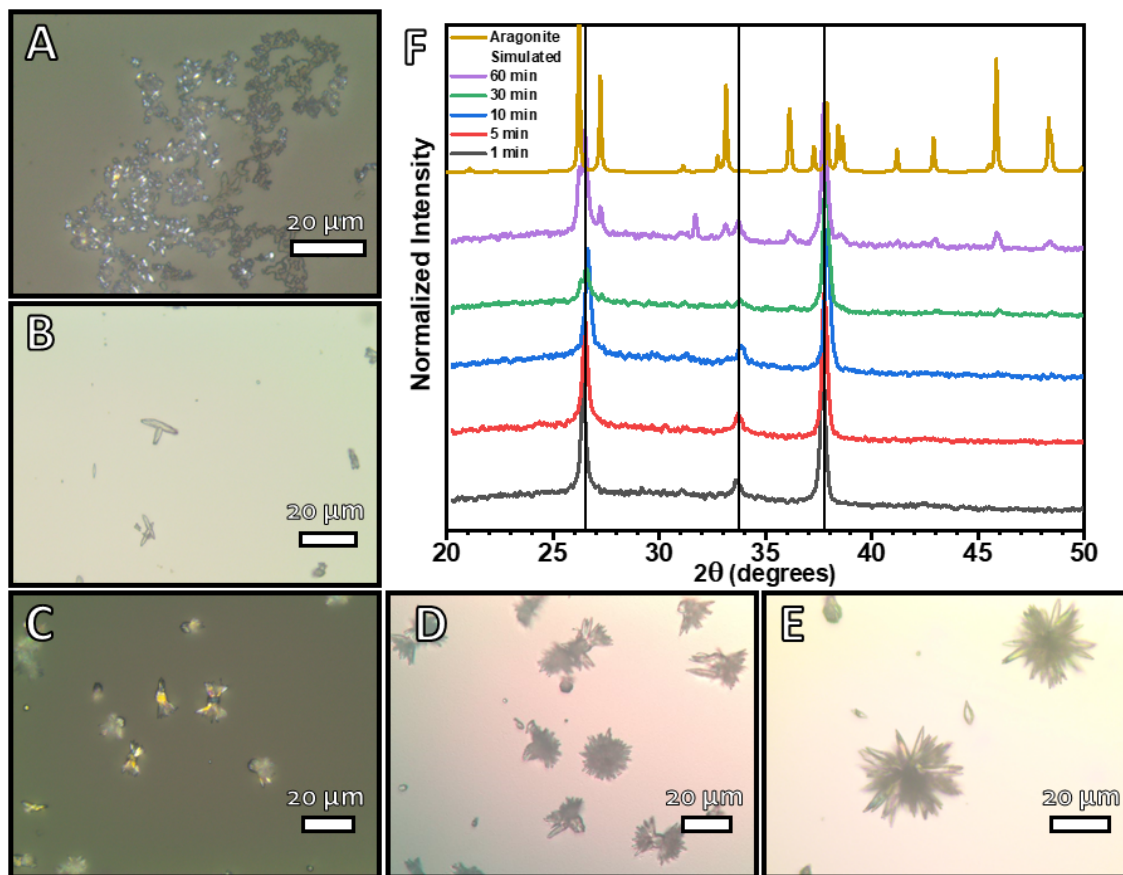 A
20 μm
B
20 μm
C
20 μm
D
20 μm
E
20 μm
F
Aragonite
Simulated
60 min
30 min
10 min
5 min
1 min
Normalized Intensity
20 25 30 35 40 45 50
2θ (degrees)